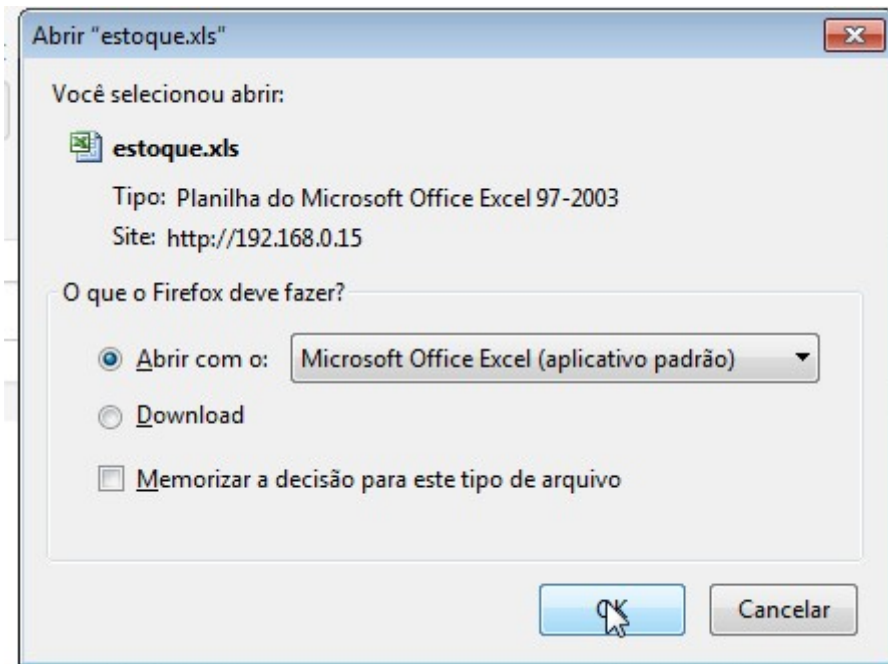 Abrir "estoque.xls"
Você selecionou abrir:
estoque.xls
Tipo: Planilha do Microsoft Office Excel 97-2003
Site: http://192.168.0.15
O que o Firefox deve fazer?
Abrir com o: Microsoft Office Excel (aplicativo padrão)
Download
Memorizar a decisão para este tipo de arquivo
OK Cancelar